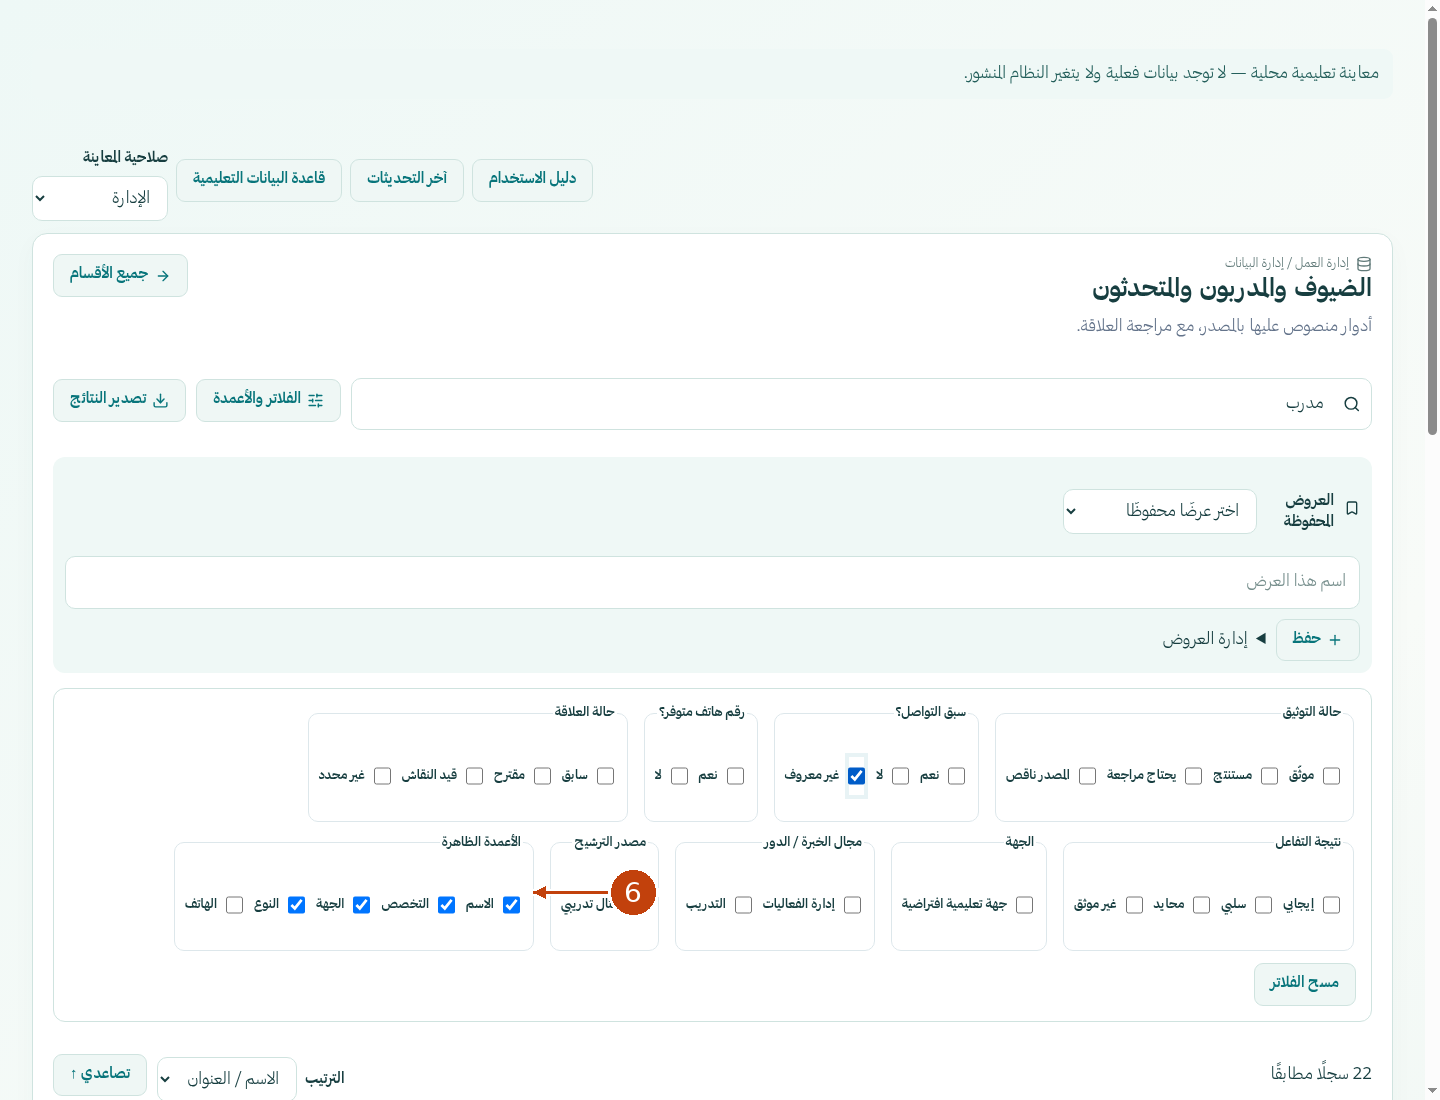 معاينة تعليمية محلية — لا توجد بيانات فعلية ولا يتغير النظام المنشور.
دليل الاستخدام
آخر التحديثات
قاعدة البيانات التعليمية
صلاحية المعاينة
الإدارة
إدارة العمل / إدارة البيانات
الضيوف والمدربون والمتحدثون
أدوار منصوص عليها بالمصدر، مع مراجعة العلاقة.
جميع الأقسام
مدرب
الفلاتر والأعمدة
تصدير النتائج
العروض المحفوظة
اختر عرضًا محفوظًا
اسم هذا العرض
حفظ
إدارة العروض
حالة التوثيق
موثّق مستنتج يحتاج مراجعة المصدر ناقص
سبق التواصل؟
نعم لا غير معروف
رقم هاتف متوفر؟
نعم لا
حالة العلاقة
سابق مقترح قيد النقاش غير محدد
نتيجة التفاعل
إيجابي سلبي محايد غير موثق
الجهة
جهة تعليمية افتراضية
مجال الخبرة / الدور
إدارة الفعاليات التدريب
مصدر الترشيح
تدريبي
6
الأعمدة الظاهرة
الاسم التخصص الجهة النوع الهاتف
مسح الفلاتر
22 سجلًا مطابقًا
الترتيب
الاسم / العنوان
تصاعدي ↑